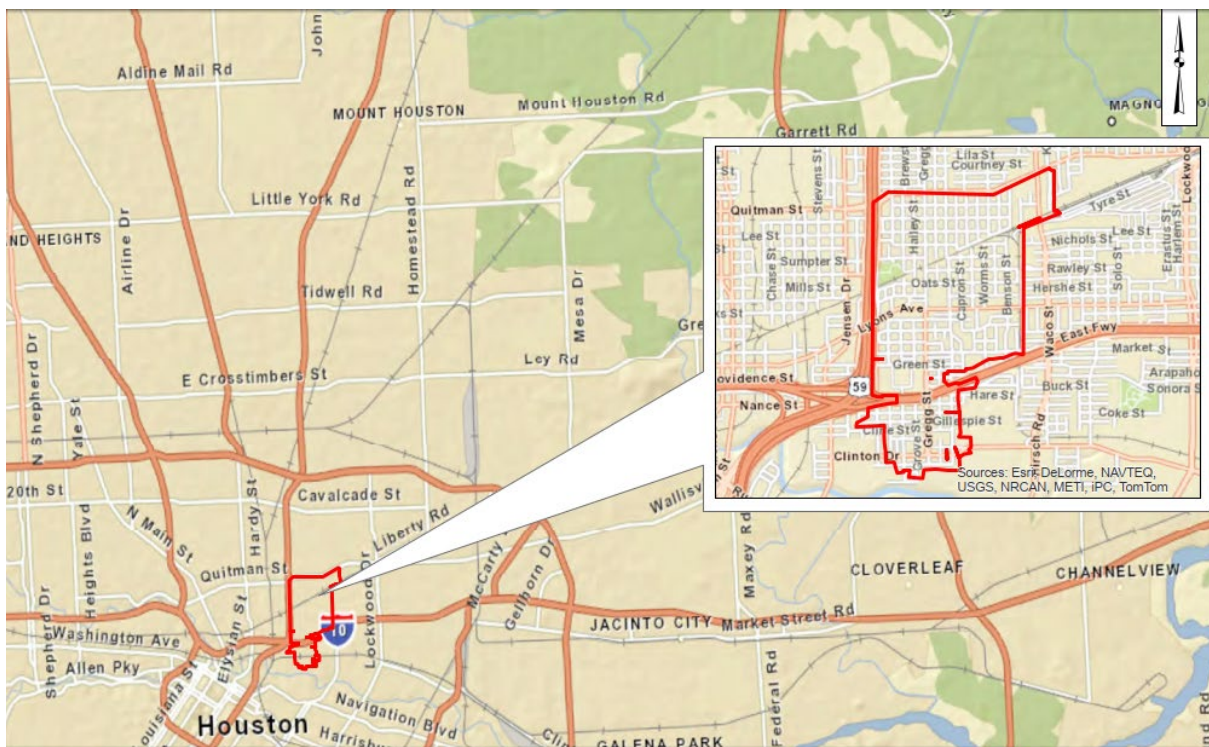 John
Aldine Mail Rd
MOUNT HOUSTON
Mount Houston Rd
Garrett Rd
Little York Rd
Homestead Rd
Airline Dr
Tidwell Rd
Mesa Dr
Ley Rd
E Crosstimbers St
N Shepherd Dr
Yale St
20th St
Heights Blvd
N Main St
Hardy St
Cavalcade St
Liberty Rd
Quitman St
Lockwood Dr
McCarty
Gellhorn Dr
Maxey Rd
CLOVERLEAF
CHANNELVIEW
JACINTO CITY
Market Street Rd
10
Shepherd Dr
Washington Ave
Allen Pky
Elysian St
Louisiana St
Houston
Navigation Blvd
Federal Rd
GALENA PARK
Stevens St
Lila St
Courtney St
Quitman St
Lee St
Sumpter St
Chase St
Mills St
Hailey St
Tyre St
Lockwood
Nichols St
Lee St
Rawley St
Hershe St
Solo St
Erastus St
Harlem St
Oats St
Capron St
Worms St
Benson St
Jensen Dr
Lyons Ave
Waco St
East Fwy
Market St
Green St
59
Nance St
Hare St
Buck St
Sonora S
Gregg St
Gillespie St
Coke St
Grove St
Clinton Dr
Sources: Esri, DeLorme, NAVTEQ,
USGS, NRCAN, METI, iPC, TomTom